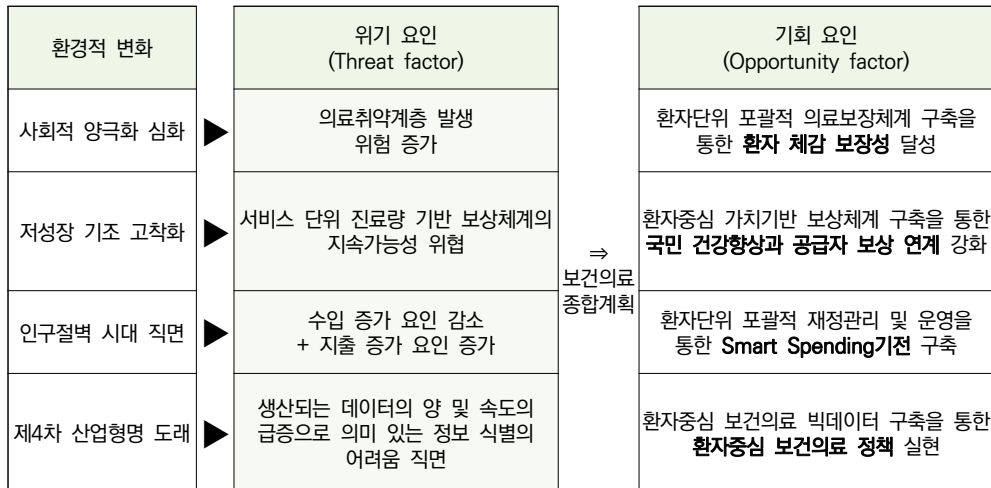 환경적 변화
위기 요인
(Threat factor)
기회 요인
(Opportunity factor)
사회적 양극화 심화
▶
의료취약계층 발생
위험 증가
환자단위 포괄적 의료보장체계 구축을
통한 환자 체감 보장성 달성
저성장 기조 고착화
▶
서비스 단위 진료량 기반 보상체계의
지속가능성 위협
⇒
보건의료
종합계획
환자중심 가치기반 보상체계 구축을 통한
국민 건강향상과 공급자 보상 연계 강화
인구절벽 시대 직면
▶
수입 증가 요인 감소
+ 지출 증가 요인 증가
환자단위 포괄적 재정관리 및 운영을
통한 Smart Spending기전 구축
제4차 산업형명 도래
▶
생산되는 데이터의 양 및 속도의
급증으로 의미 있는 정보 식별의
어려움 직면
환자중심 보건의료 빅데이터 구축을 통한
환자중심 보건의료 정책 실현